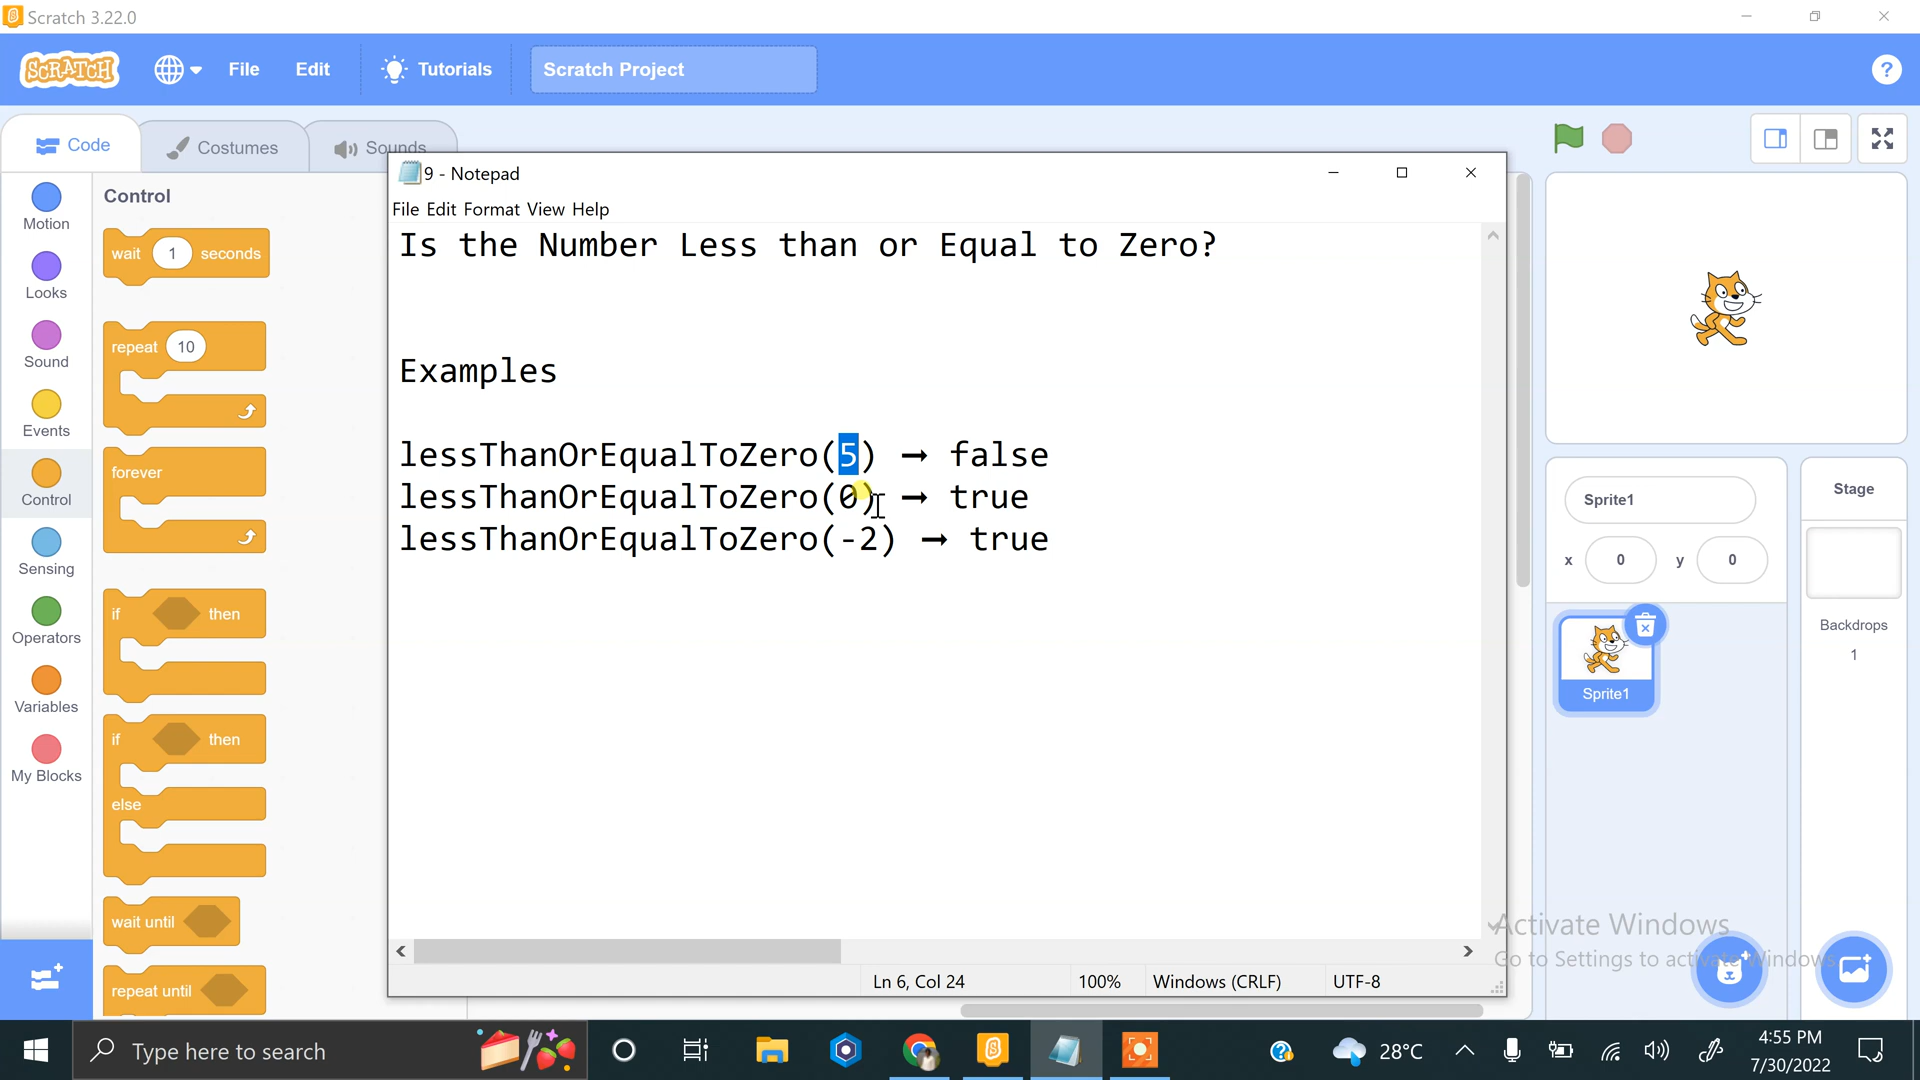 Scratch 3.22.0
SCRATCH File Edit Tutorials Scratch Project ?
Code Costumes Sounds
Motion
Looks
Sound
Events
Control
Sensing
Operators
Variables
My Blocks
Control
wait 1 seconds
repeat 10
forever
if then
if then
else
wait until
repeat until
9 - Notepad
File Edit Format View Help
Is the Number Less than or Equal to Zero?
Examples
lessThanOrEqualToZero(5) → false
lessThanOrEqualToZero(0) → true
lessThanOrEqualToZero(-2) → true
Ln 6, Col 24 100% Windows (CRLF) UTF-8
Sprite1
x 0 y 0
Sprite1
Stage
Backdrops
1
Activate Windows
Go to Settings to activate Windows
Type here to search
28°C
4:55 PM
7/30/2022